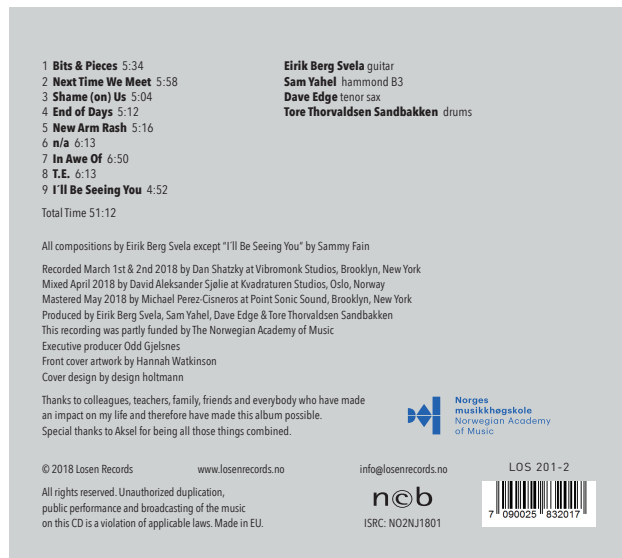 1 Bits & Pieces 5:34
2 Next Time We Meet 5:58
3 Shame (on) Us 5:04
4 End of Days 5:12
5 New Arm Rash 5:16
6 n/a 6:13
7 In Awe Of 6:50
8 T.E. 6:13
9 I´ll Be Seeing You 4:52
Total Time 51:12
Eirik Berg Svela guitar
Sam Yahel hammond B3
Dave Edge tenor sax
Tore Thorvaldsen Sandbakken drums
All compositions by Eirik Berg Svela except "I´ll Be Seeing You" by Sammy Fain
Recorded March 1st & 2nd 2018 by Dan Shatzky at Vibromonk Studios, Brooklyn, New York
Mixed April 2018 by David Aleksander Sjølie at Kvadraturen Studios, Oslo, Norway
Mastered May 2018 by Michael Perez-Cisneros at Point Sonic Sound, Brooklyn, New York
Produced by Eirik Berg Svela, Sam Yahel, Dave Edge & Tore Thorvaldsen Sandbakken
This recording was partly funded by The Norwegian Academy of Music
Executive producer Odd Gjelsnes
Front cover artwork by Hannah Watkinson
Cover design by design holtmann
Thanks to colleagues, teachers, family, friends and everybody who have made
an impact on my life and therefore have made this album possible.
Special thanks to Aksel for being all those things combined.
Norges
musikkhøgskole
Norwegian Academy
of Music
© 2018 Losen Records www.losenrecords.no info@losenrecords.no LOS 201-2
All rights reserved. Unauthorized duplication,
public performance and broadcasting of the music
on this CD is a violation of applicable laws. Made in EU.
n©b
ISRC: NO2NJ1801
7 090025 832017